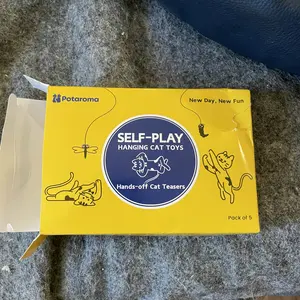 Potaroma
New Day, New Fun
SELF-PLAY
HANGING CAT TOYS
Hands-off Cat Teasers
Pack of 5